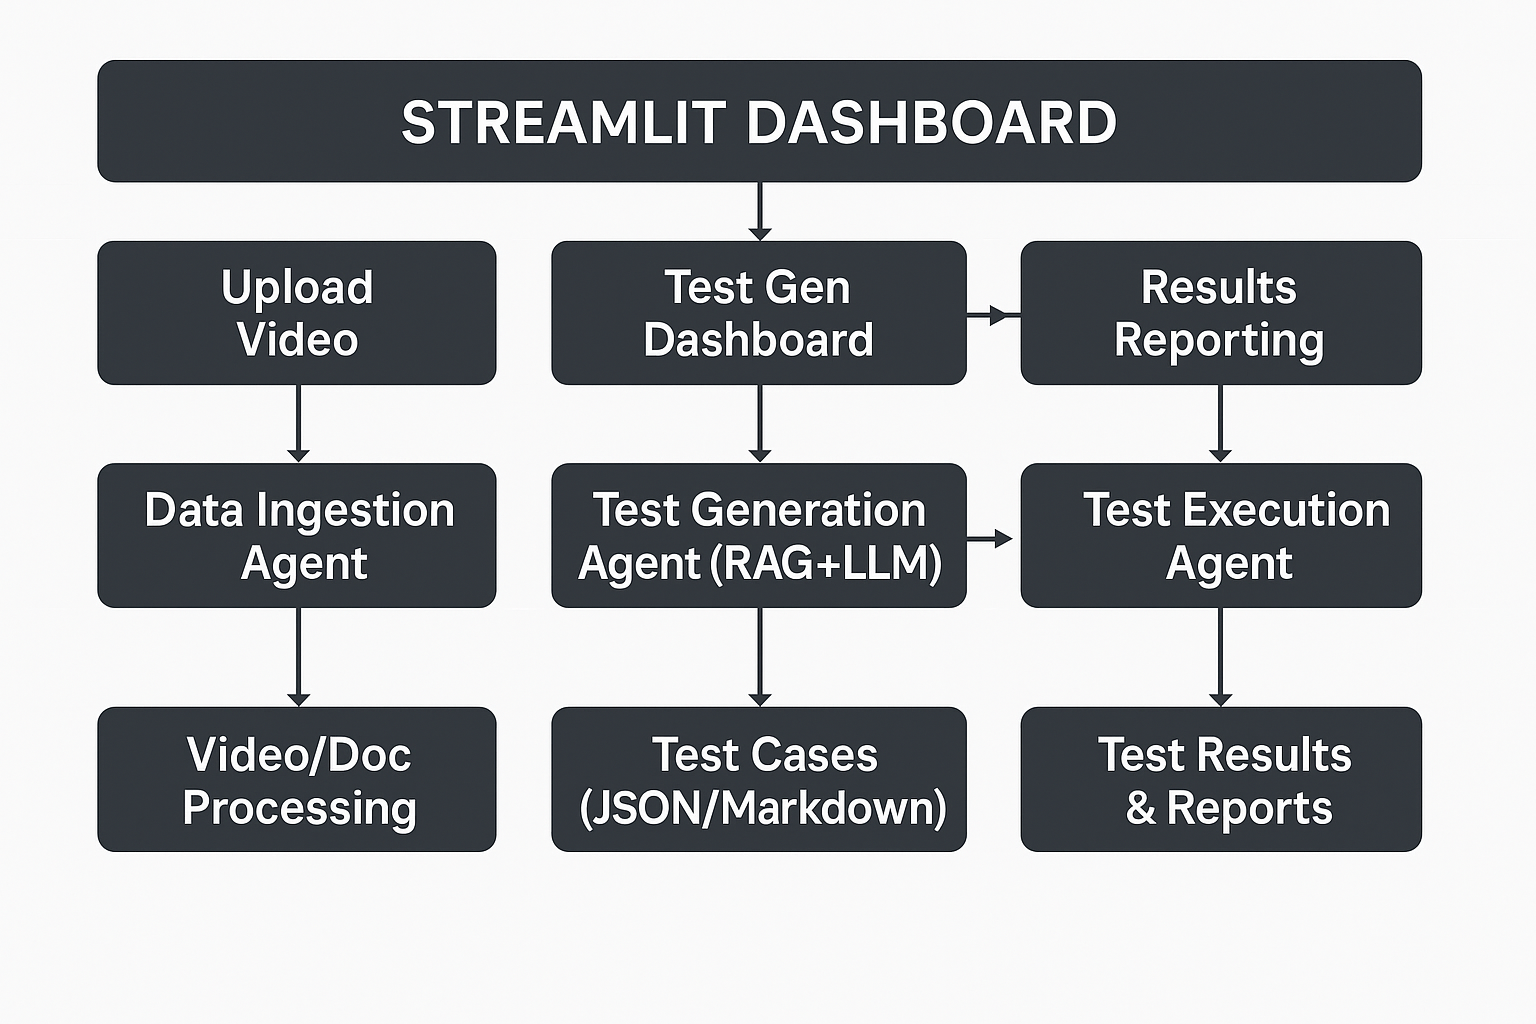 STREAMLIT DASHBOARD
Upload
Video
Test Gen
Dashboard
Results
Reporting
Data Ingestion
Agent
Test Generation
Agent (RAG+LLM)
Test Execution
Agent
Video/Doc
Processing
Test Cases
(JSON/Markdown)
Test Results
& Reports